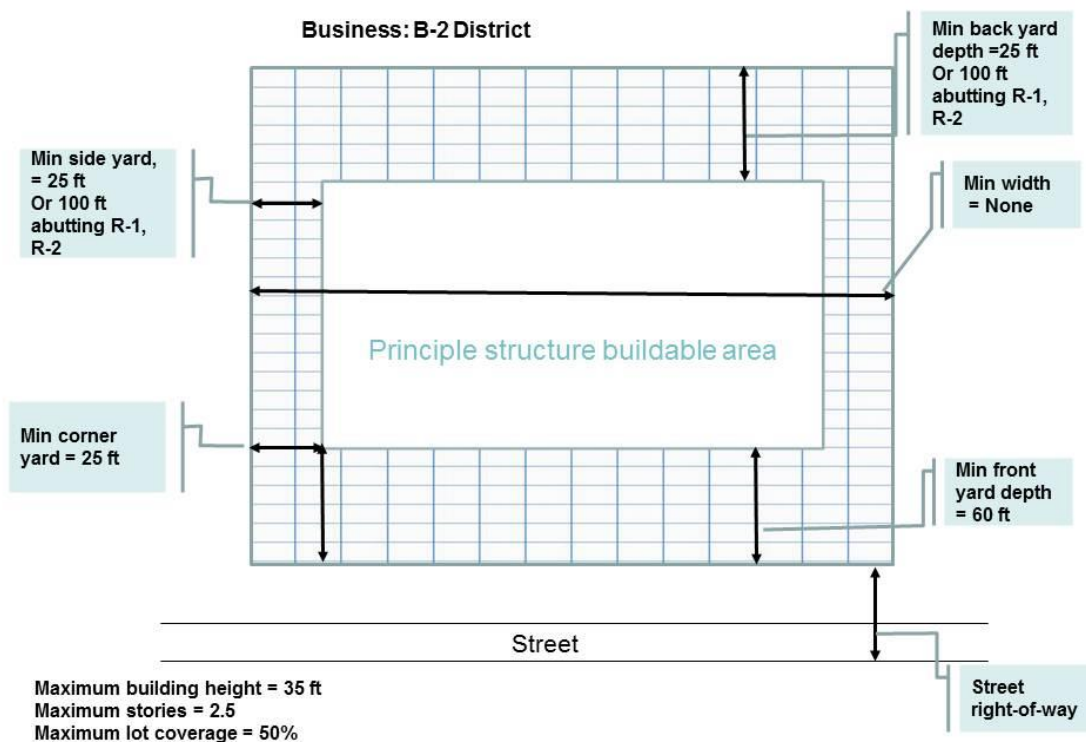 Business: B-2 District
Min back yard
depth =25 ft
Or 100 ft
abutting R-1,
R-2
Min side yard,
= 25 ft
Or 100 ft
abutting R-1,
R-2
Min width
= None
Principle structure buildable area
Min corner
yard = 25 ft
Min front
yard depth
= 60 ft
Street
Street
right-of-way
Maximum building height = 35 ft
Maximum stories = 2.5
Maximum lot coverage = 50%